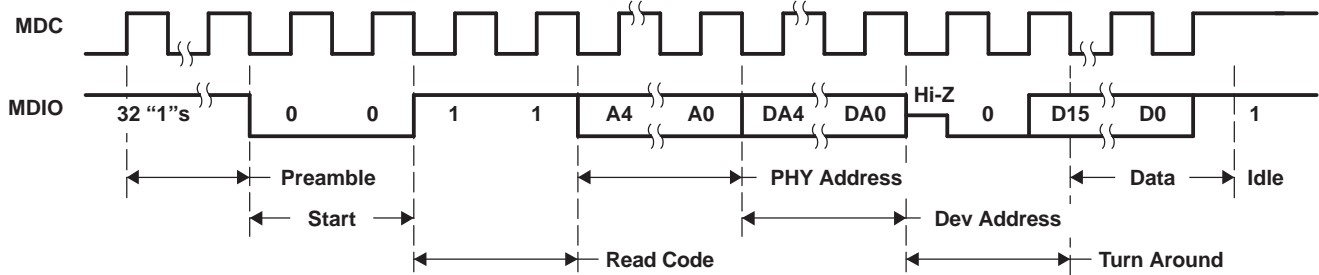 MDC
MDIO
32 “1”s 0 0 1 1 A4 A0 DA4 DA0 Hi-Z 0 D15 D0 1
Preamble PHY Address Data Idle
Start Dev Address
Read Code Turn Around